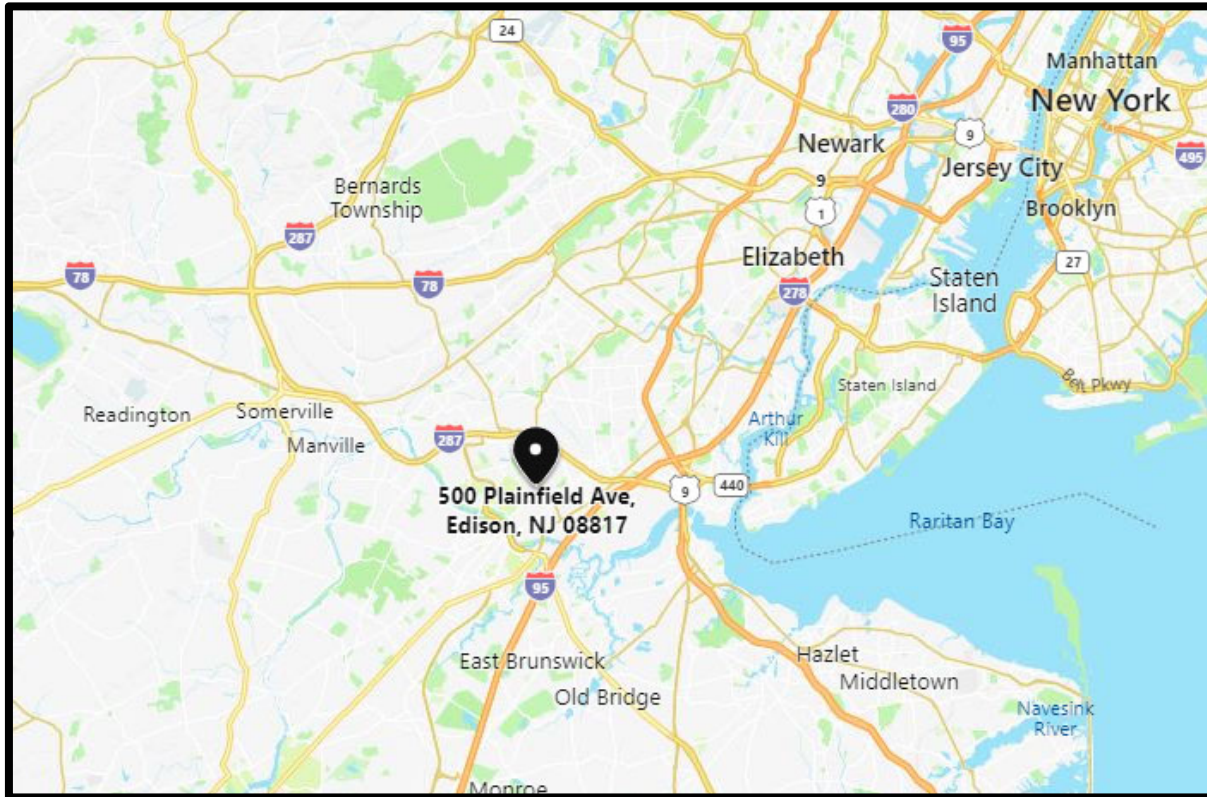 24
95
Manhattan
New York
280
9
495
Newark
Jersey City
9
1
Bernards
Township
Brooklyn
287
Elizabeth
27
78
78
278
Staten
Island
Belt Pkwy
Staten Island
Readington
Somerville
Arthur
Kill
Manville
287
440
9
500 Plainfield Ave,
Edison, NJ 08817
Raritan Bay
95
East Brunswick
Hazlet
Middletown
Old Bridge
Navesink
River
Monroe